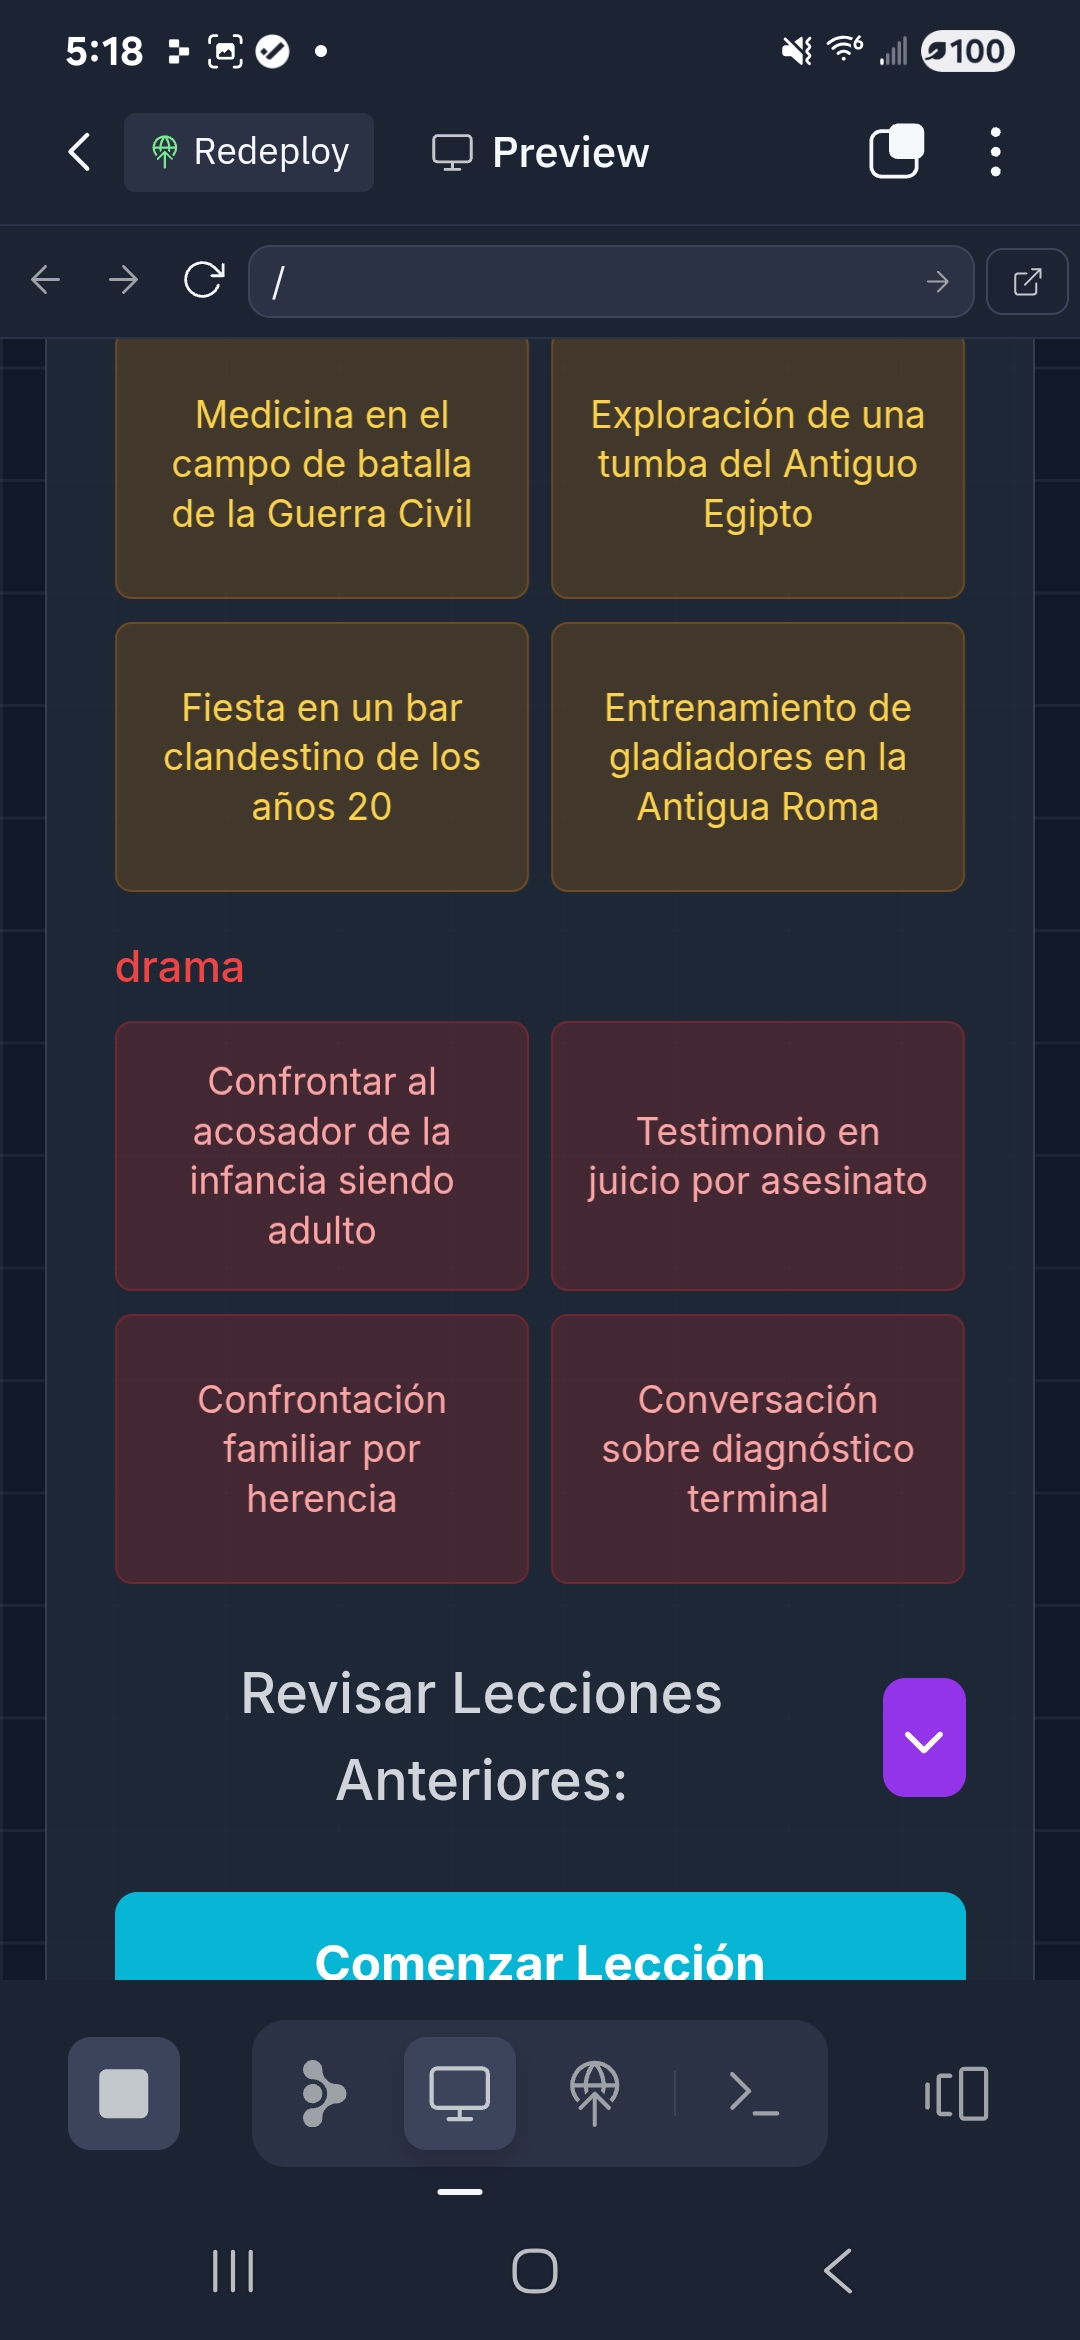 5:18
6
100
Redeploy
Preview
/
Medicina en el
campo de batalla
de la Guerra Civil
Exploración de una
tumba del Antiguo
Egipto
Fiesta en un bar
clandestino de los
años 20
Entrenamiento de
gladiadores en la
Antigua Roma
drama
Confrontar al
acosador de la
infancia siendo
adulto
Testimonio en
juicio por asesinato
Confrontación
familiar por
herencia
Conversación
sobre diagnóstico
terminal
Revisar Lecciones
Anteriores:
Comenzar Lección